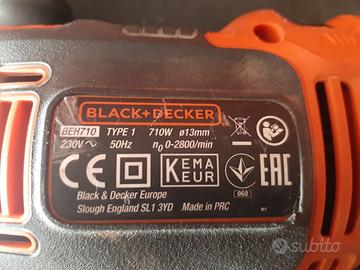 BLACK+DECKER
BEH710 TYPE 1 710W ø13mm
230V 50Hz n0 0-2800/min
CE KEMA KEUR EAC
060
Black & Decker Europe
Slough England SL1 3YD Made in PRC
subito